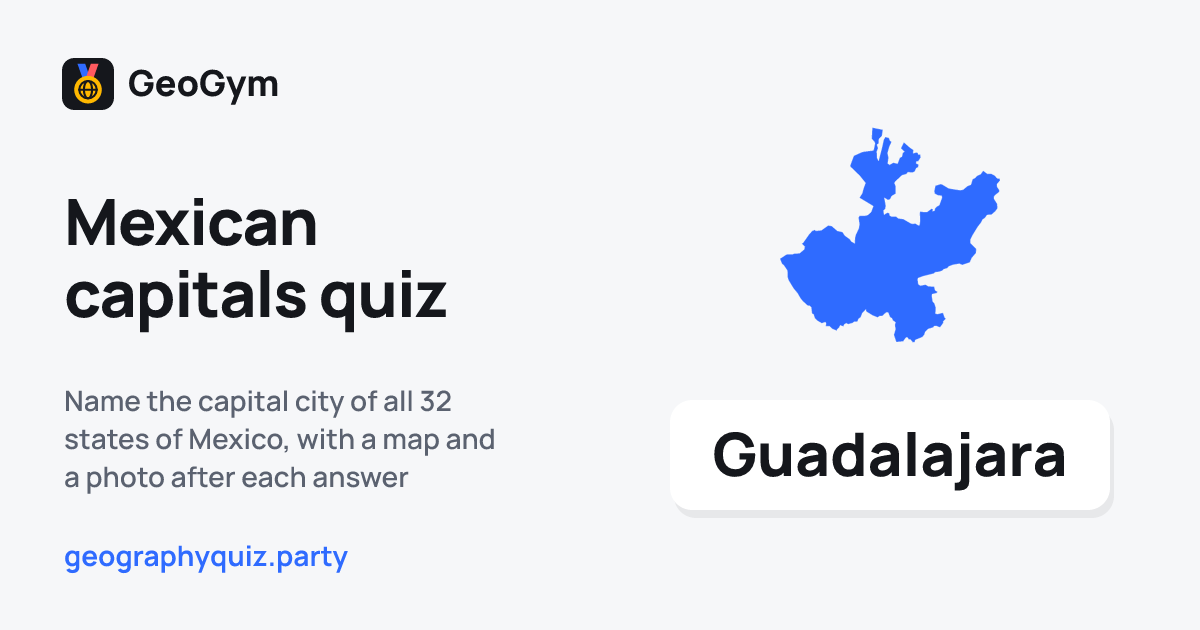 GeoGym
Mexican
capitals quiz
Name the capital city of all 32
states of Mexico, with a map and
a photo after each answer
geographyquiz.party
Guadalajara